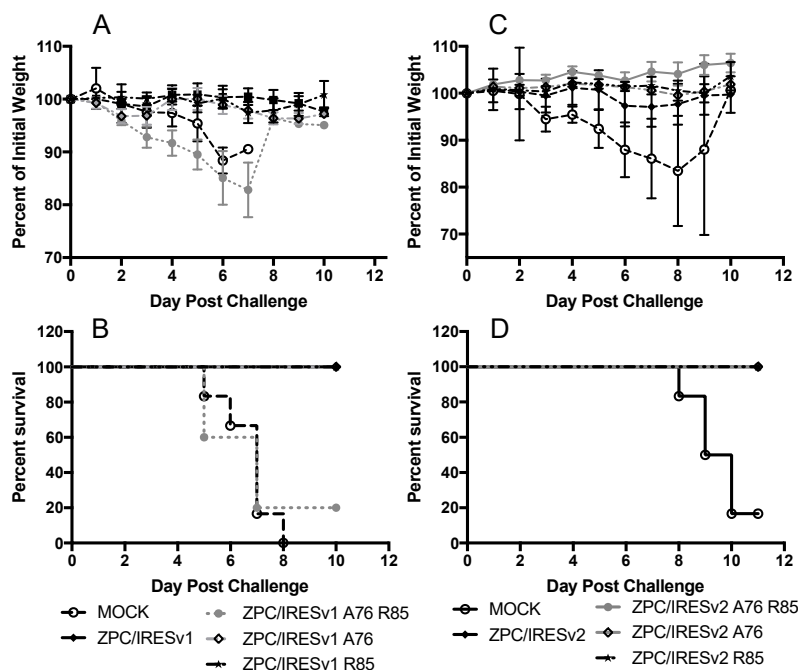 A
Percent of Initial Weight
110
100
90
80
70
0 2 4 6 8 10 12
Day Post Challenge
C
Percent of Initial Weight
110
100
90
80
70
0 2 4 6 8 10 12
Day Post Challenge
B
Percent survival
120
100
80
60
40
20
0
0 2 4 6 8 10 12
Day Post Challenge
D
Percent survival
120
100
80
60
40
20
0
0 2 4 6 8 10 12
Day Post Challenge
MOCK
ZPC/IRESv1
ZPC/IRESv1 A76 R85
ZPC/IRESv1 A76
ZPC/IRESv1 R85
MOCK
ZPC/IRESv2
ZPC/IRESv2 A76 R85
ZPC/IRESv2 A76
ZPC/IRESv2 R85